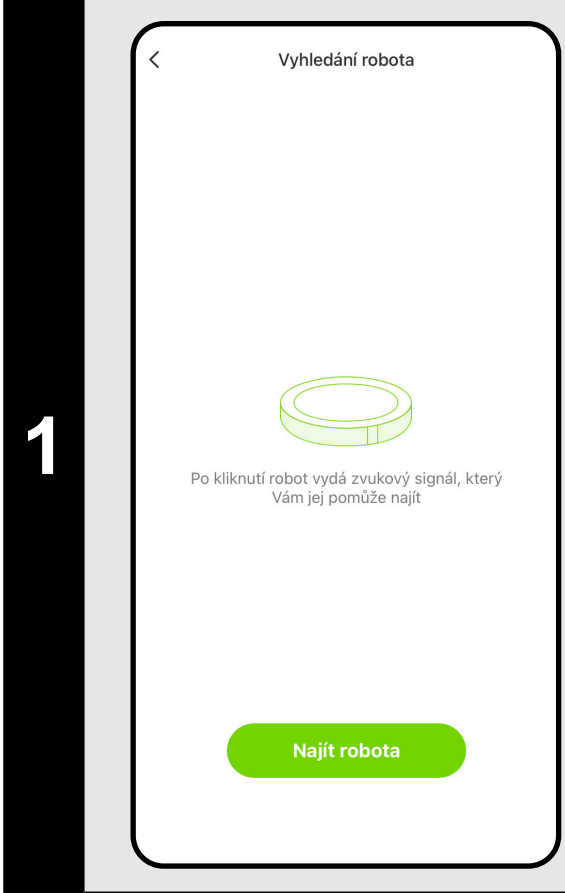 Vyhledání robota
1
Po kliknutí robot vydá zvukový signál, který
Vám jej pomůže najít
Najít robota